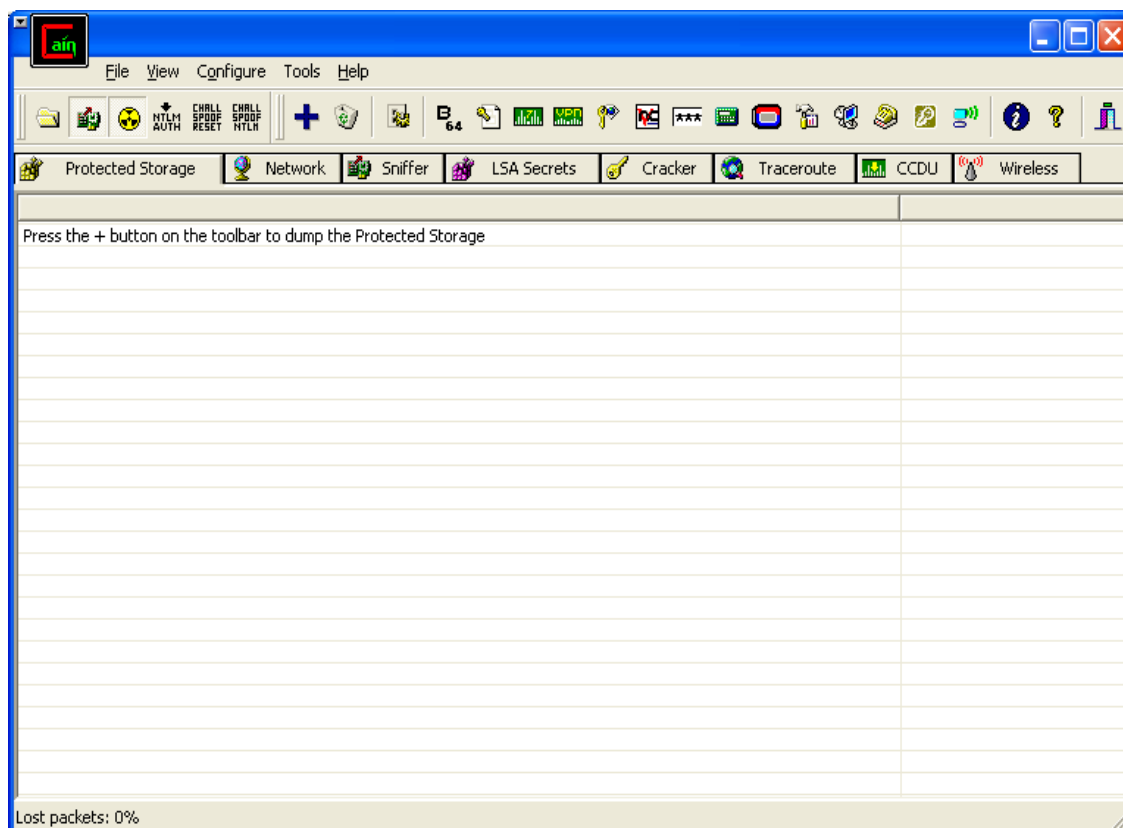 Cain
File View Configure Tools Help
NTLM AUTH CHALL SPOOF RESET CHALL SPOOF NTLM B64 VPN ***
Protected Storage Network Sniffer LSA Secrets Cracker Traceroute CCDU Wireless
Press the + button on the toolbar to dump the Protected Storage
Lost packets: 0%